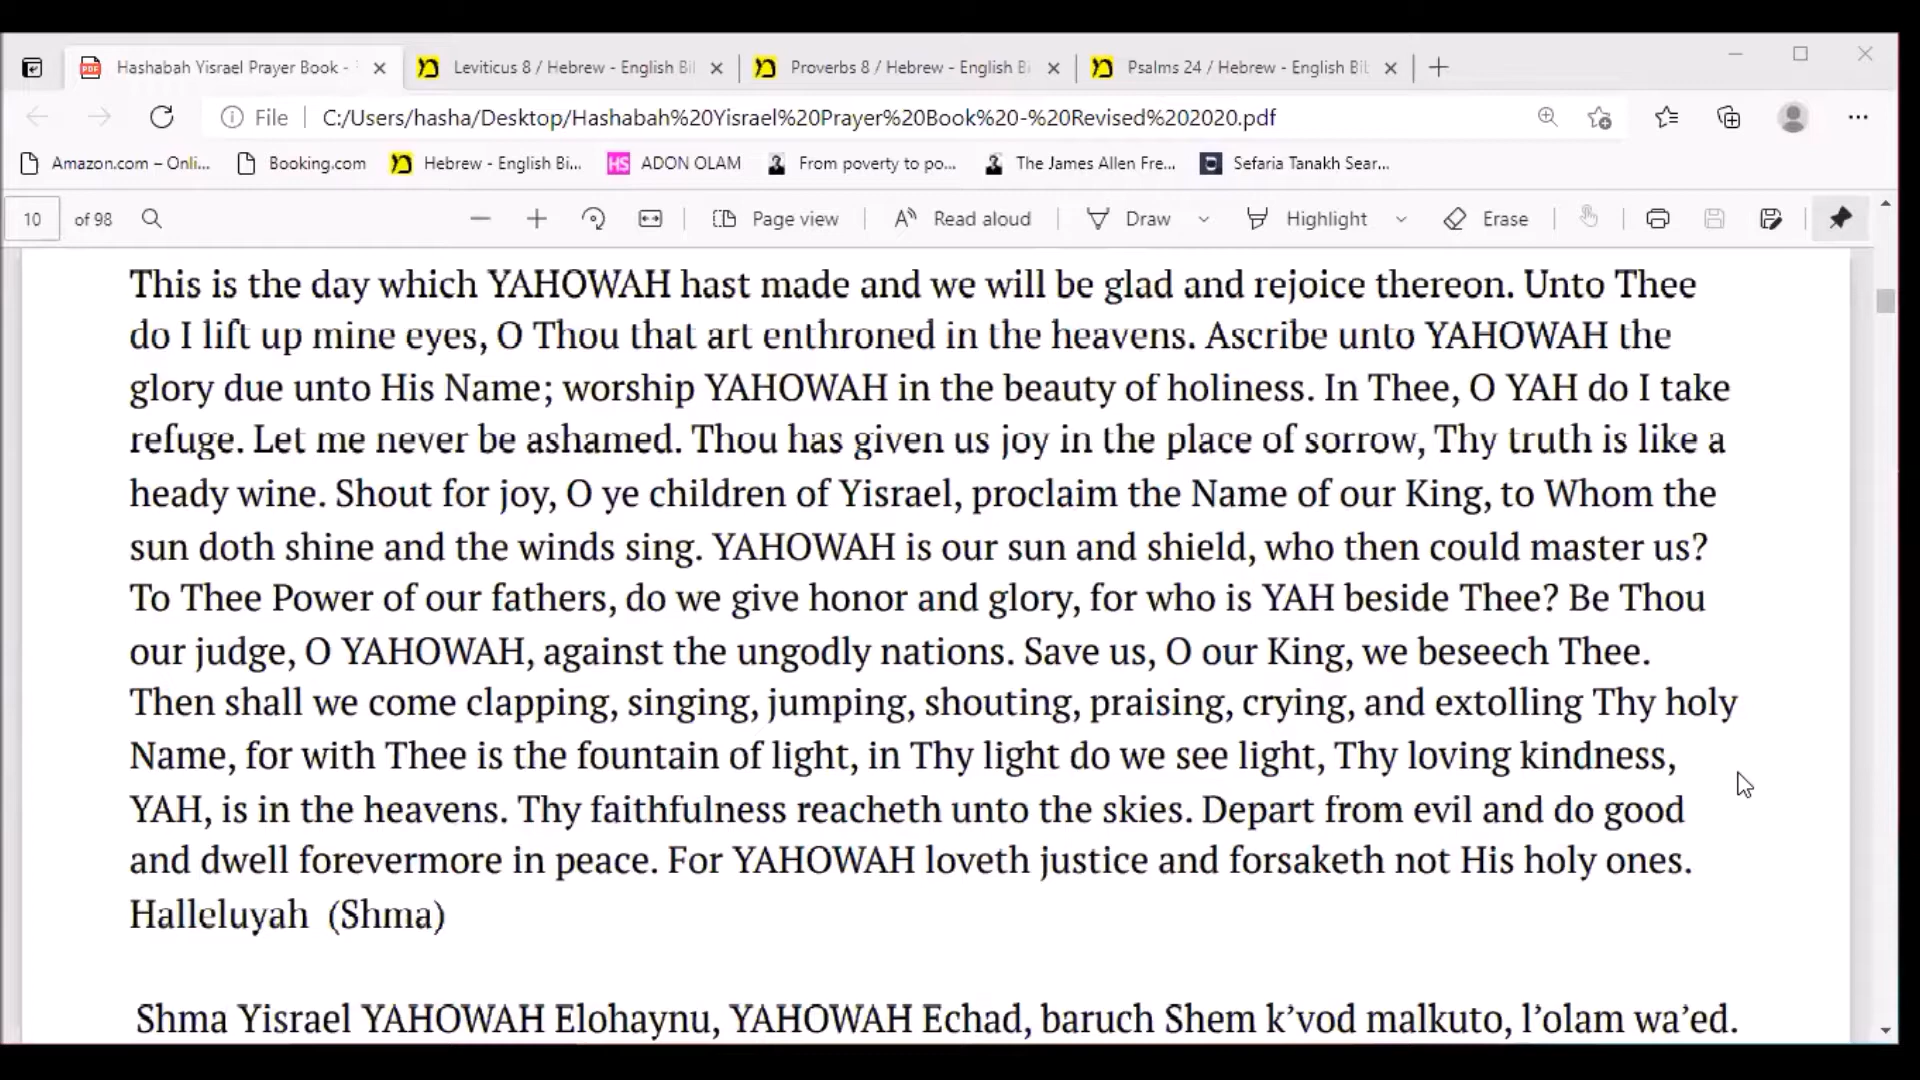 Hashabah Yisrael Prayer Book -
Leviticus 8 / Hebrew - English Bi
Proverbs 8 / Hebrew - English Bi
Psalms 24 / Hebrew - English Bib
File
C:/Users/hasha/Desktop/Hashabah%20Yisrael%20Prayer%20Book%20-%20Revised%202020.pdf
Amazon.com – Onli...
Booking.com
Hebrew - English Bi...
HS ADON OLAM
From poverty to po...
The James Allen Fre...
Sefaria Tanakh Sear...
10 of 98
Page view
Read aloud
Draw
Highlight
Erase
This is the day which YAHOWAH hast made and we will be glad and rejoice thereon. Unto Thee
do I lift up mine eyes, O Thou that art enthroned in the heavens. Ascribe unto YAHOWAH the
glory due unto His Name; worship YAHOWAH in the beauty of holiness. In Thee, O YAH do I take
refuge. Let me never be ashamed. Thou has given us joy in the place of sorrow, Thy truth is like a
heady wine. Shout for joy, O ye children of Yisrael, proclaim the Name of our King, to Whom the
sun doth shine and the winds sing. YAHOWAH is our sun and shield, who then could master us?
To Thee Power of our fathers, do we give honor and glory, for who is YAH beside Thee? Be Thou
our judge, O YAHOWAH, against the ungodly nations. Save us, O our King, we beseech Thee.
Then shall we come clapping, singing, jumping, shouting, praising, crying, and extolling Thy holy
Name, for with Thee is the fountain of light, in Thy light do we see light, Thy loving kindness,
YAH, is in the heavens. Thy faithfulness reacheth unto the skies. Depart from evil and do good
and dwell forevermore in peace. For YAHOWAH loveth justice and forsaketh not His holy ones.
Halleluyah (Shma)
Shma Yisrael YAHOWAH Elohaynu, YAHOWAH Echad, baruch Shem k’vod malkuto, l’olam wa’ed.